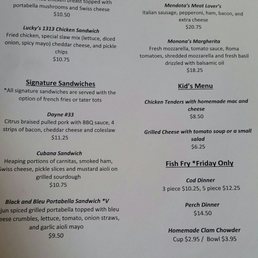 breast topped with
portabella mushrooms and Swiss cheese
$10.50
Lucky's 1313 Chicken Sandwich
Fried chicken, special slaw mix (lettuce, diced
onion, spicy mayo) cheddar cheese, and pickle
chips
$10.75
Signature Sandwiches
*All signature sandwiches are served with the
option of french fries or tater tots
Dayne #33
Citrus braised pulled pork with BBQ sauce, 4
strips of bacon, cheddar cheese and coleslaw
$11.25
Cubana Sandwich
Heaping portions of carnitas, smoked ham,
Swiss cheese, pickle slices and mustard aioli on
grilled sourdough
$10.75
Black and Bleu Portabella Sandwich *V
spiced grilled portabella topped with bleu
cheese crumbles, lettuce, tomato, onion straws,
and garlic aioli mayo
$9.50
Mendota's Meat Lover's
Italian sausage, pepperoni, ham, bacon, and
extra cheese
$20.75
Monona's Margherita
Fresh mozzarella, tomato sauce, Roma
tomatoes, shredded mozzarella and fresh basil
drizzled with balsamic oil
$18.25
Kid's Menu
Chicken Tenders with homemade mac and
cheese
$8.50
Grilled Cheese with tomato soup or a small
salad
$6.25
Fish Fry *Friday Only
Cod Dinner
3 piece $10.25, 5 piece $12.25
Perch Dinner
$14.50
Homemade Clam Chowder
Cup $2.95 / Bowl $3.95